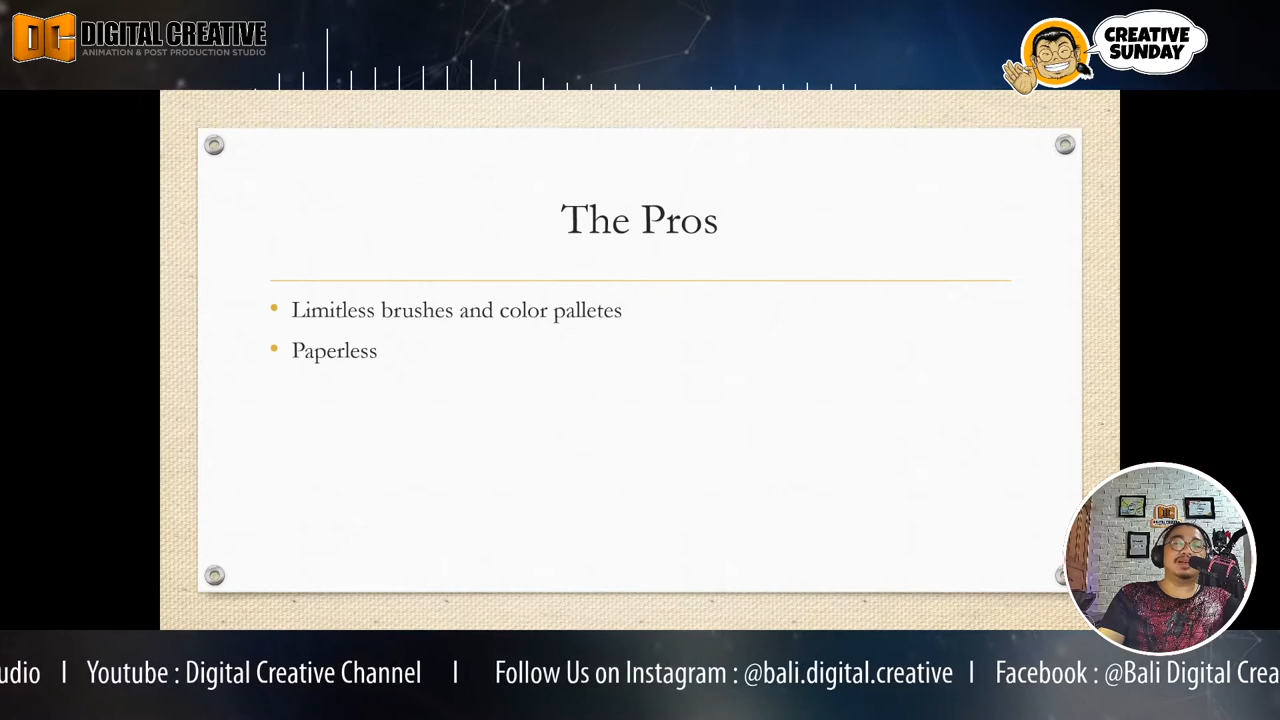 DIGITAL CREATIVE
ANIMATION & POST PRODUCTION STUDIO
CREATIVE
SUNDAY
The Pros
• Limitless brushes and color palletes
• Paperless
udio I Youtube : Digital Creative Channel I Follow Us on Instagram : @bali.digital.creative I Facebook : @Bali Digital Crea